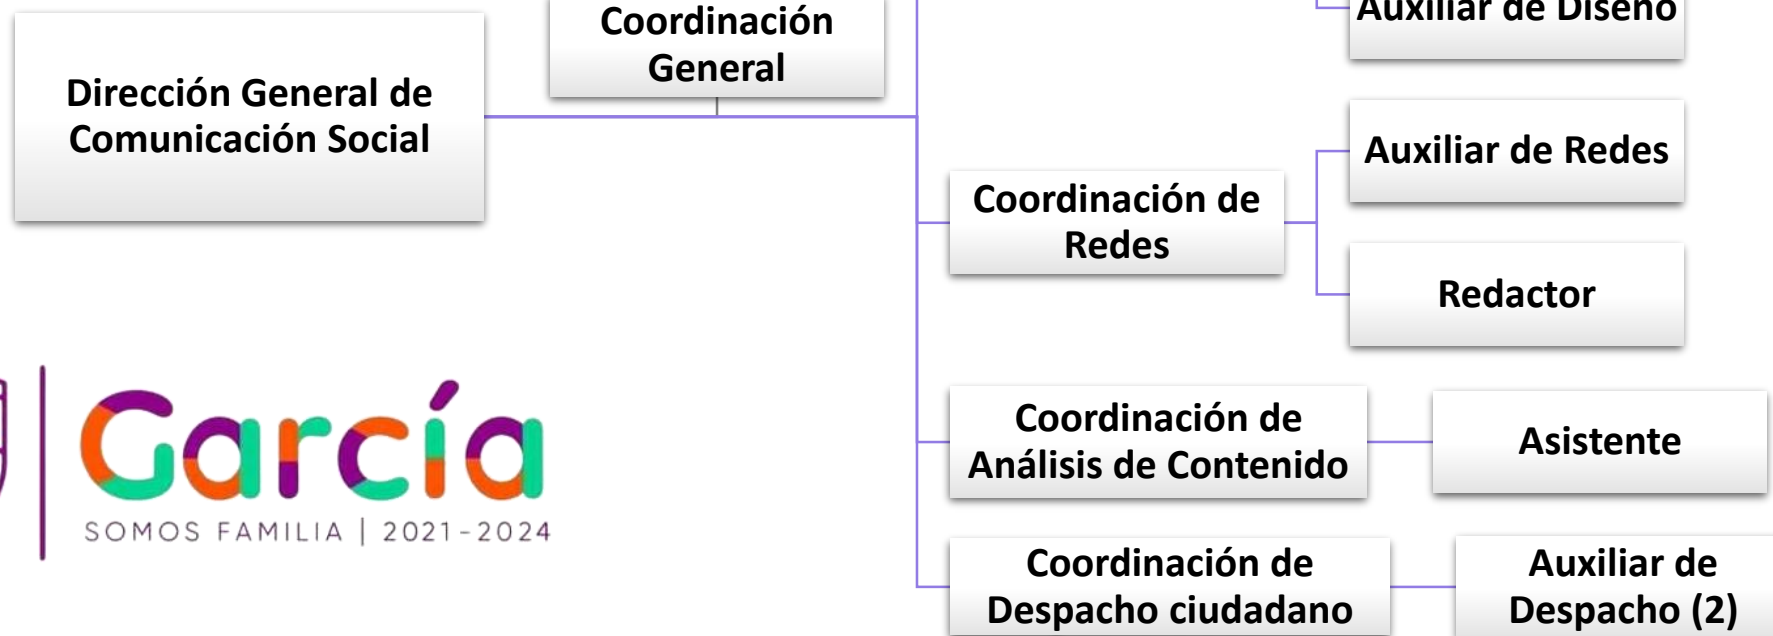 Dirección General de
Comunicación Social
Coordinación
General
Auxiliar de Diseño
Coordinación de
Redes
Auxiliar de Redes
Redactor
Coordinación de
Análisis de Contenido
Asistente
Coordinación de
Despacho ciudadano
Auxiliar de
Despacho (2)
García
SOMOS FAMILIA | 2021-2024